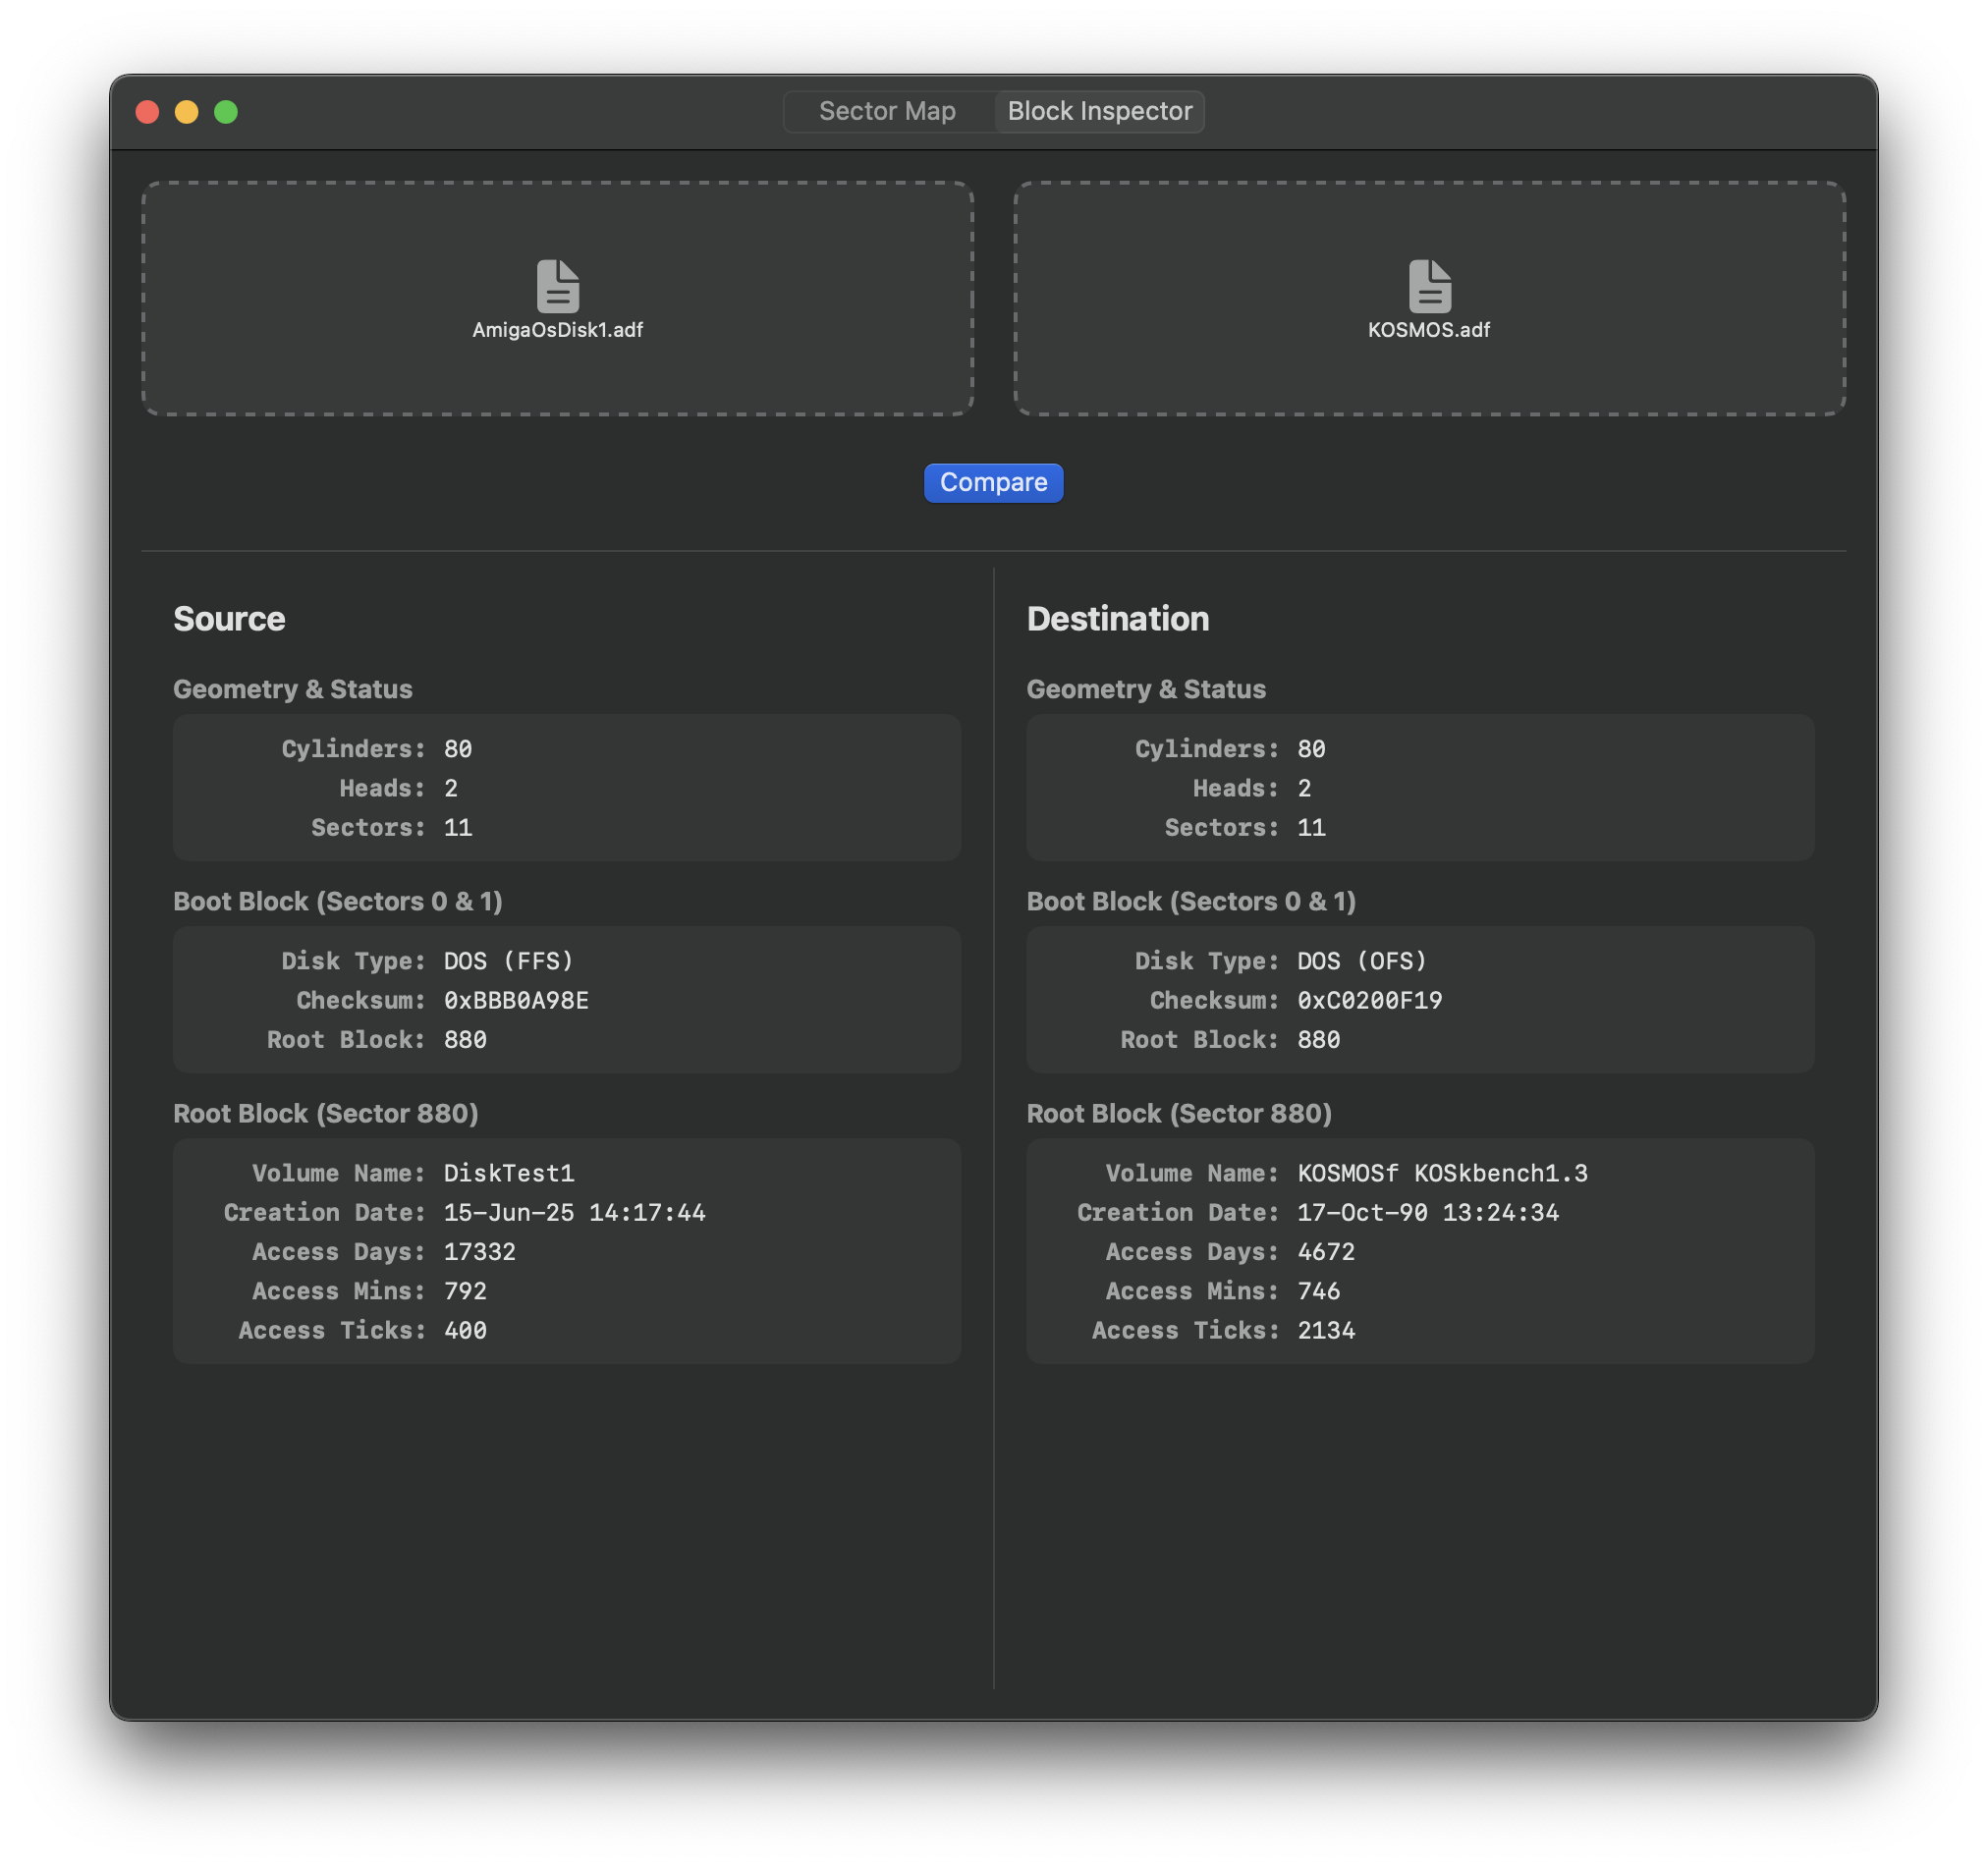 Sector Map
Block Inspector
AmigaOsDisk1.adf
KOSMOS.adf
Compare
Source
Geometry & Status
Cylinders: 80
Heads: 2
Sectors: 11
Boot Block (Sectors 0 & 1)
Disk Type: DOS (FFS)
Checksum: 0xBBB0A98E
Root Block: 880
Root Block (Sector 880)
Volume Name: DiskTest1
Creation Date: 15-Jun-25 14:17:44
Access Days: 17332
Access Mins: 792
Access Ticks: 400
Destination
Geometry & Status
Cylinders: 80
Heads: 2
Sectors: 11
Boot Block (Sectors 0 & 1)
Disk Type: DOS (OFS)
Checksum: 0xC0200F19
Root Block: 880
Root Block (Sector 880)
Volume Name: KOSMOSf KOSkbench1.3
Creation Date: 17-Oct-90 13:24:34
Access Days: 4672
Access Mins: 746
Access Ticks: 2134